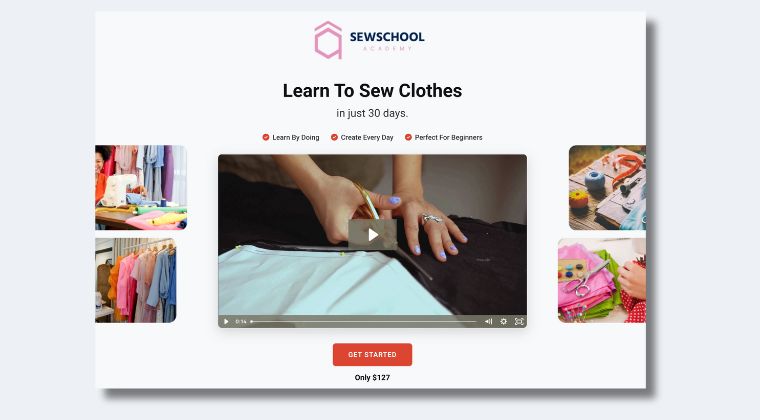 SEWSCHOOL
ACADEMY
Learn To Sew Clothes
in just 30 days.
Learn By Doing Create Every Day Perfect For Beginners
0:14
GET STARTED
Only $127